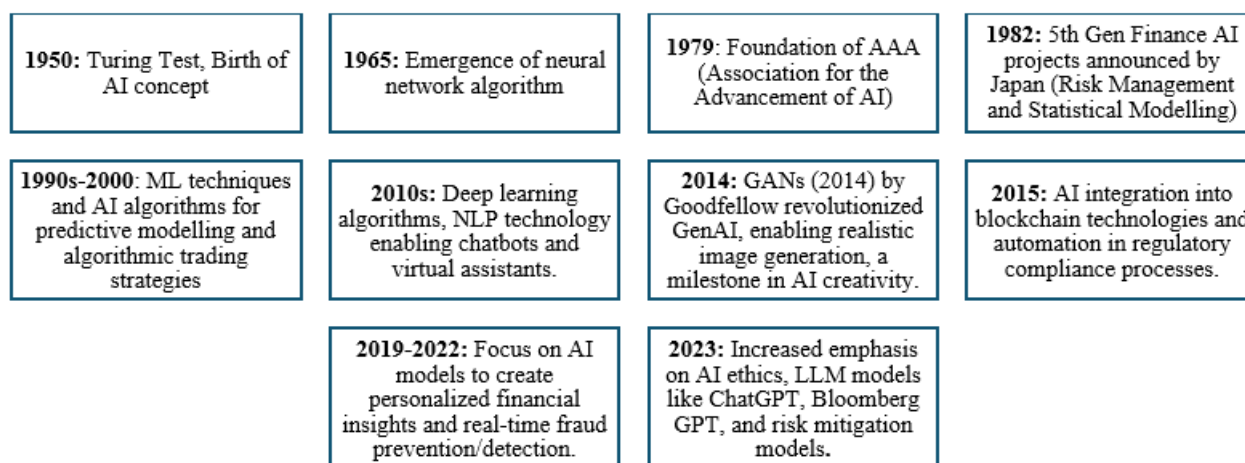 1950: Turing Test, Birth of
AI concept
1965: Emergence of neural
network algorithm
1979: Foundation of AAA
(Association for the
Advancement of AI)
1982: 5th Gen Finance AI
projects announced by
Japan (Risk Management
and Statistical Modelling)
1990s-2000: ML techniques
and AI algorithms for
predictive modelling and
algorithmic trading
strategies
2010s: Deep learning
algorithms, NLP technology
enabling chatbots and
virtual assistants.
2014: GANs (2014) by
Goodfellow revolutionized
GenAI, enabling realistic
image generation, a
milestone in AI creativity.
2015: AI integration into
blockchain technologies and
automation in regulatory
compliance processes.
2019-2022: Focus on AI
models to create
personalized financial
insights and real-time fraud
prevention/detection.
2023: Increased emphasis
on AI ethics, LLM models
like ChatGPT, Bloomberg
GPT, and risk mitigation
models.